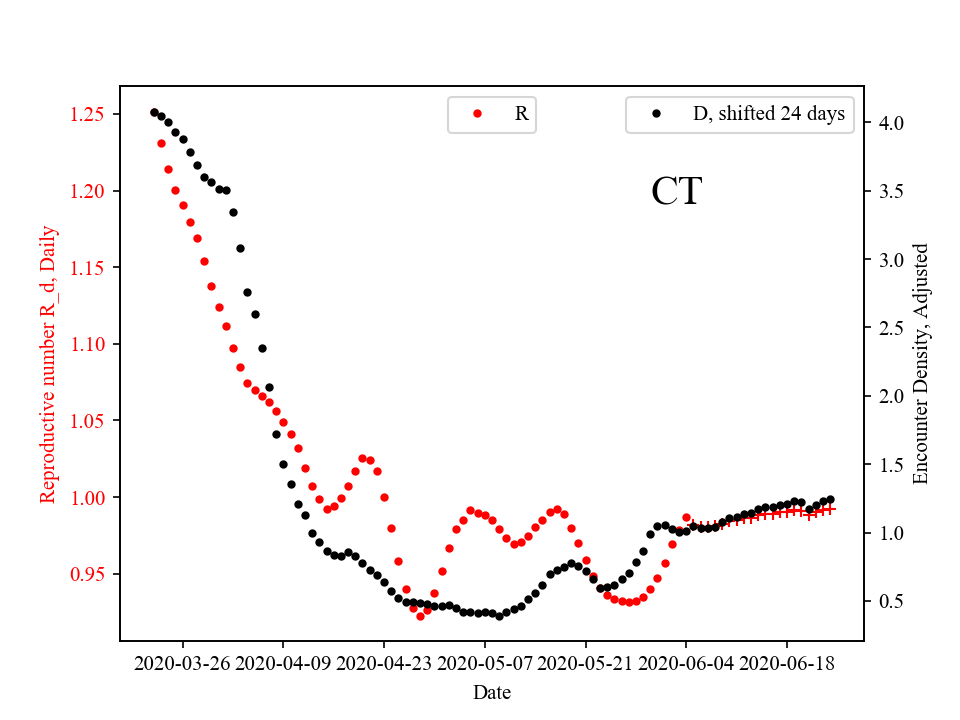 R
D, shifted 24 days
CT
1.25
1.20
1.15
1.10
1.05
1.00
0.95
Reproductive number R_d, Daily
4.0
3.5
3.0
2.5
2.0
1.5
1.0
0.5
Encounter Density, Adjusted
2020-03-26 2020-04-09 2020-04-23 2020-05-07 2020-05-21 2020-06-04 2020-06-18
Date